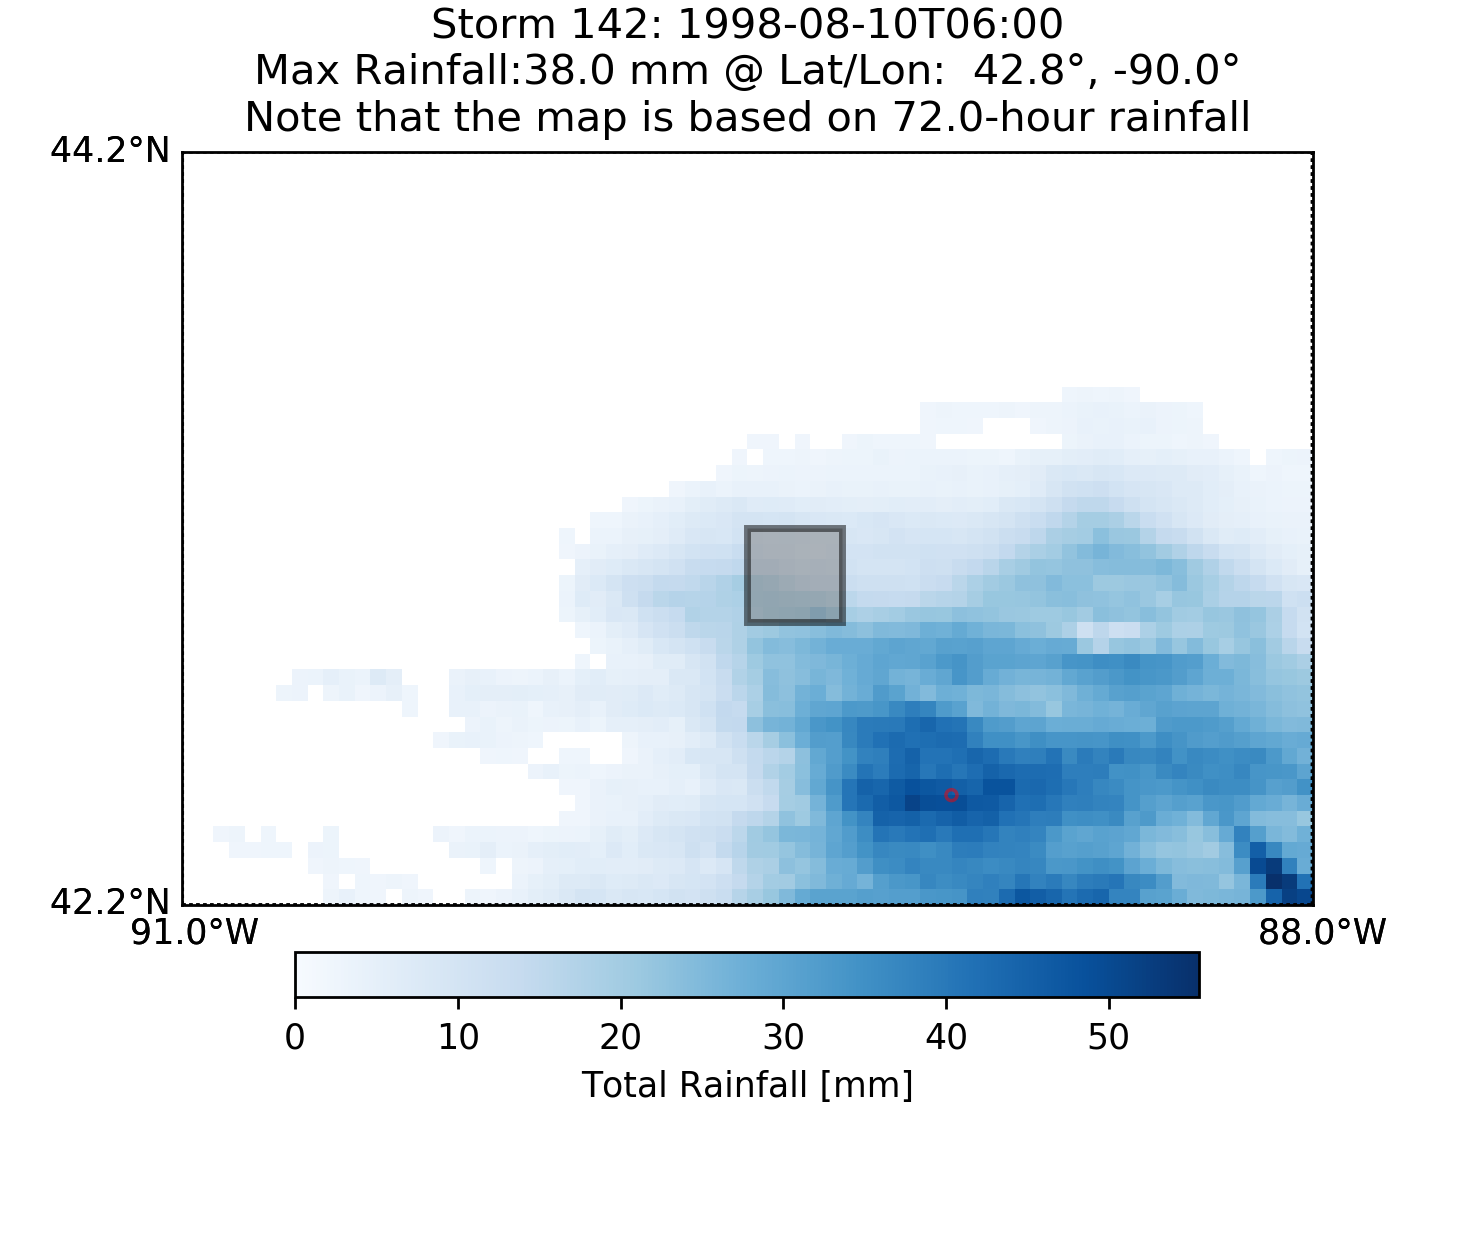 Storm 142: 1998-08-10T06:00
Max Rainfall:38.0 mm @ Lat/Lon:  42.8°, -90.0°
Note that the map is based on 72.0-hour rainfall
44.2°N
42.2°N
91.0°W 88.0°W
0 10 20 30 40 50
Total Rainfall [mm]